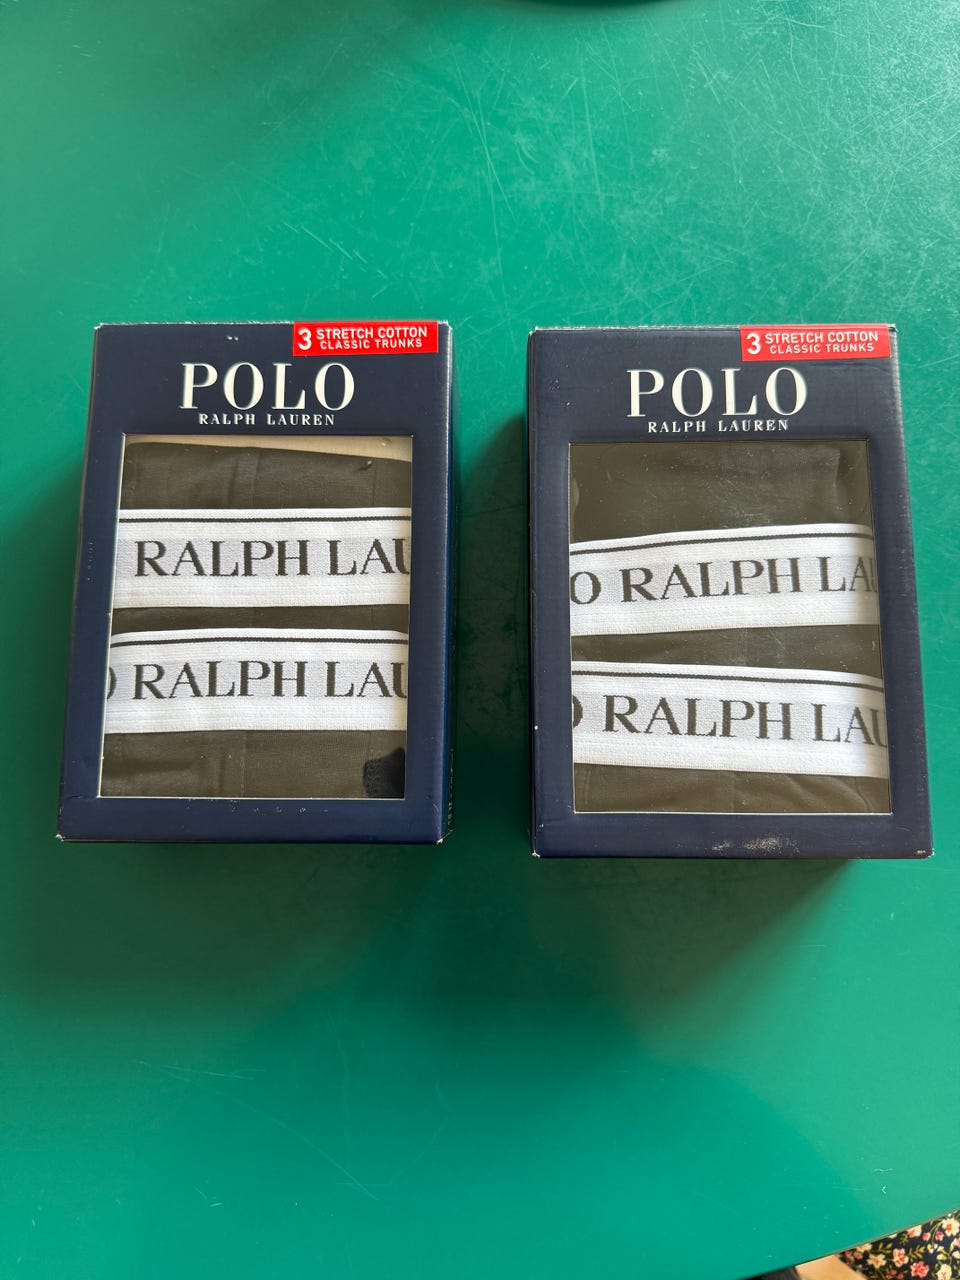 3 STRETCH COTTON
CLASSIC TRUNKS
POLO
RALPH LAUREN
RALPH LAU
O RALPH LAU
3 STRETCH COTTON
CLASSIC TRUNKS
POLO
RALPH LAUREN
O RALPH LA
O RALPH LAU